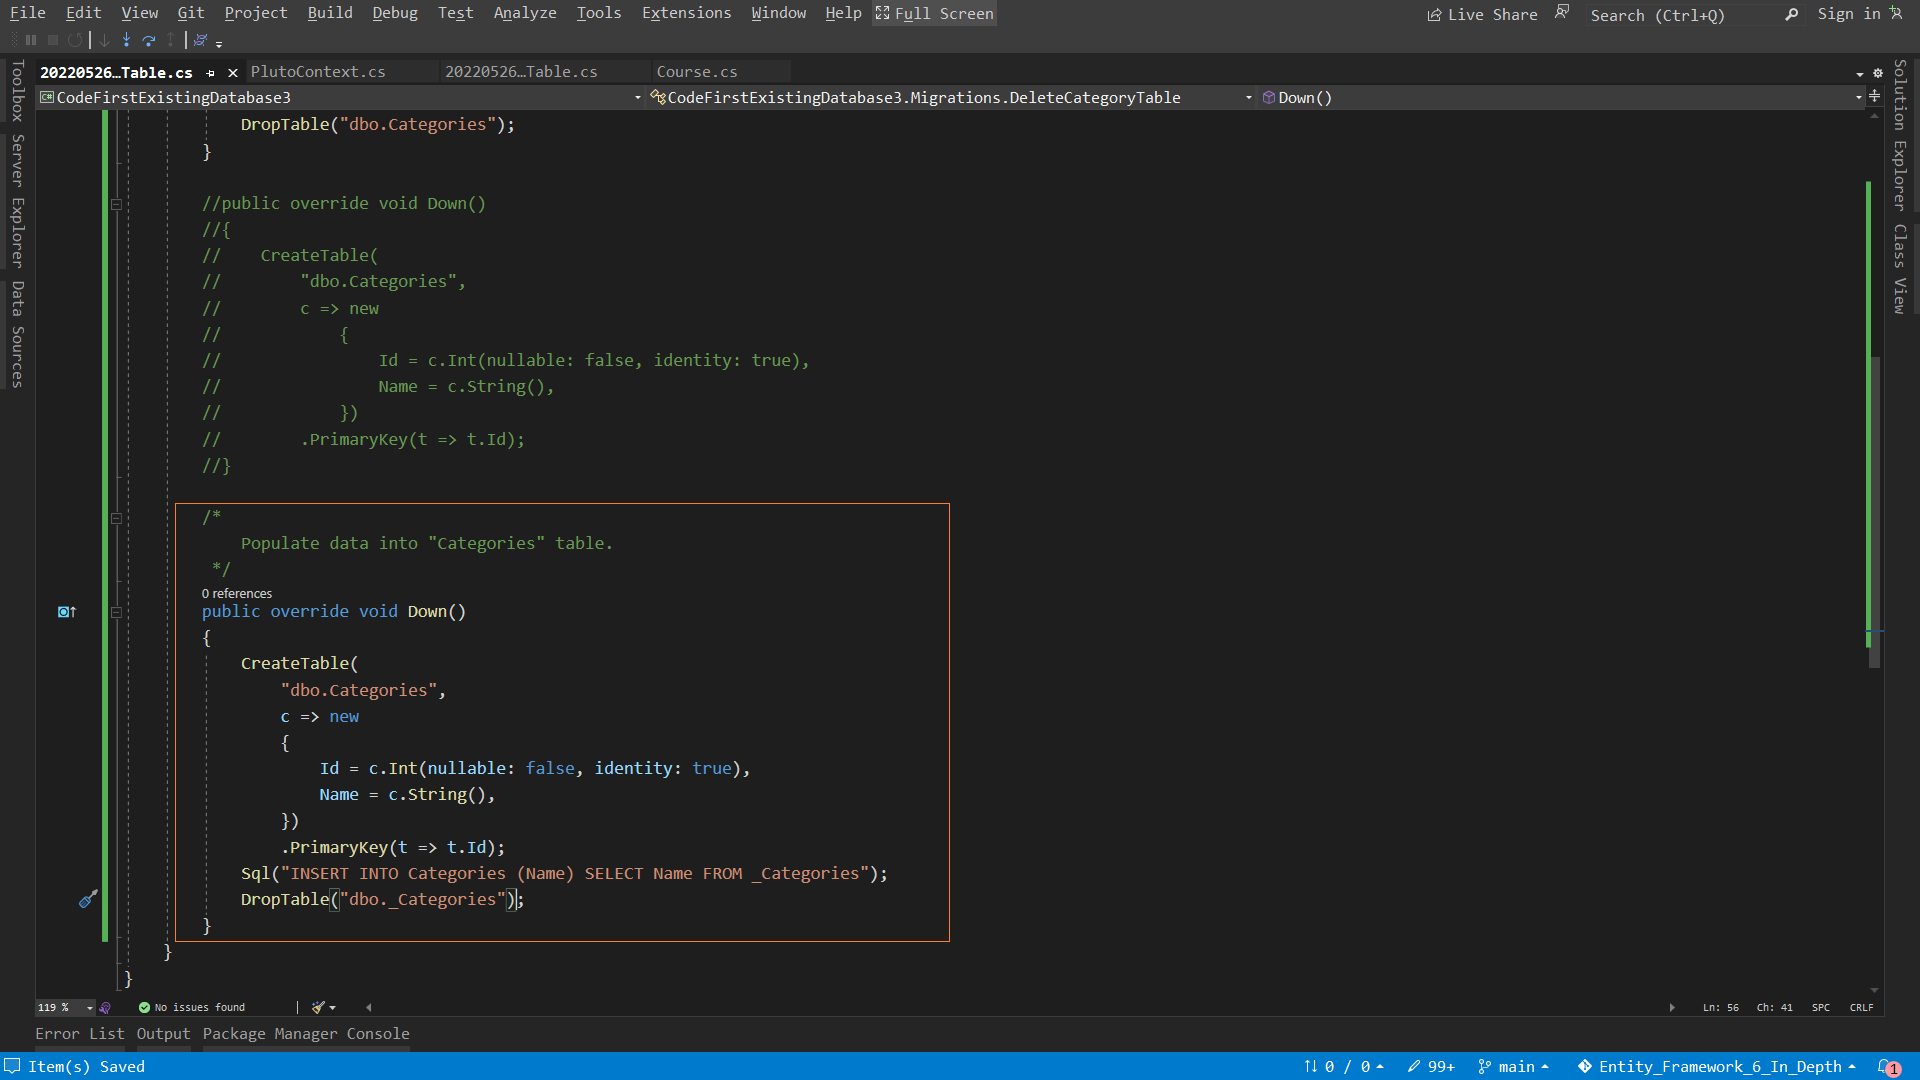 File Edit View Git Project Build Debug Test Analyze Tools Extensions Window Help Full Screen Live Share Search (Ctrl+Q) Sign in
20220526…Table.cs PlutoContext.cs 20220526…Table.cs Course.cs
CodeFirstExistingDatabase3 CodeFirstExistingDatabase3.Migrations.DeleteCategoryTable Down()
Toolbox
Server Explorer
Data Sources
DropTable("dbo.Categories");
}
//public override void Down()
//{
//    CreateTable(
//        "dbo.Categories",
//        c => new
//            {
//                Id = c.Int(nullable: false, identity: true),
//                Name = c.String(),
//            })
//        .PrimaryKey(t => t.Id);
//}
/*
Populate data into "Categories" table.
*/
0 references
public override void Down()
{
CreateTable(
"dbo.Categories",
c => new
{
Id = c.Int(nullable: false, identity: true),
Name = c.String(),
})
.PrimaryKey(t => t.Id);
Sql("INSERT INTO Categories (Name) SELECT Name FROM _Categories");
DropTable("dbo._Categories");
}
}
}
Solution Explorer
Class View
119 % No issues found Ln: 56 Ch: 41 SPC CRLF
Error List Output Package Manager Console
Item(s) Saved 0 / 0 99+ main Entity_Framework_6_In_Depth 1